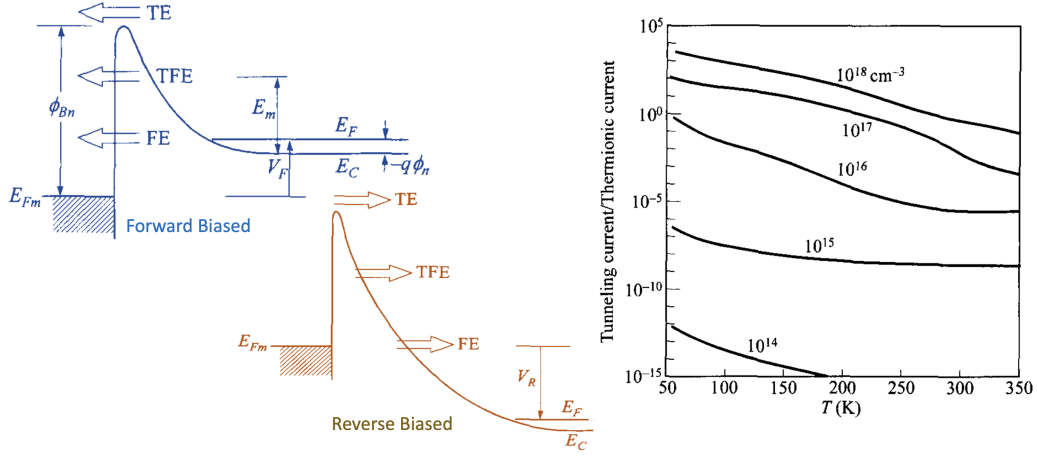 TE
TFE
ϕBn
FE
Em
EF
EC
VF
−qϕn
EFm
Forward Biased
TE
TFE
EFm
FE
VR
EF
EC
Reverse Biased
Tunneling current/Thermionic current
10^5
10^0
10^−5
10^−10
10^−15
10^18 cm^−3
10^17
10^16
10^15
10^14
50 100 150 200 250 300 350
T (K)